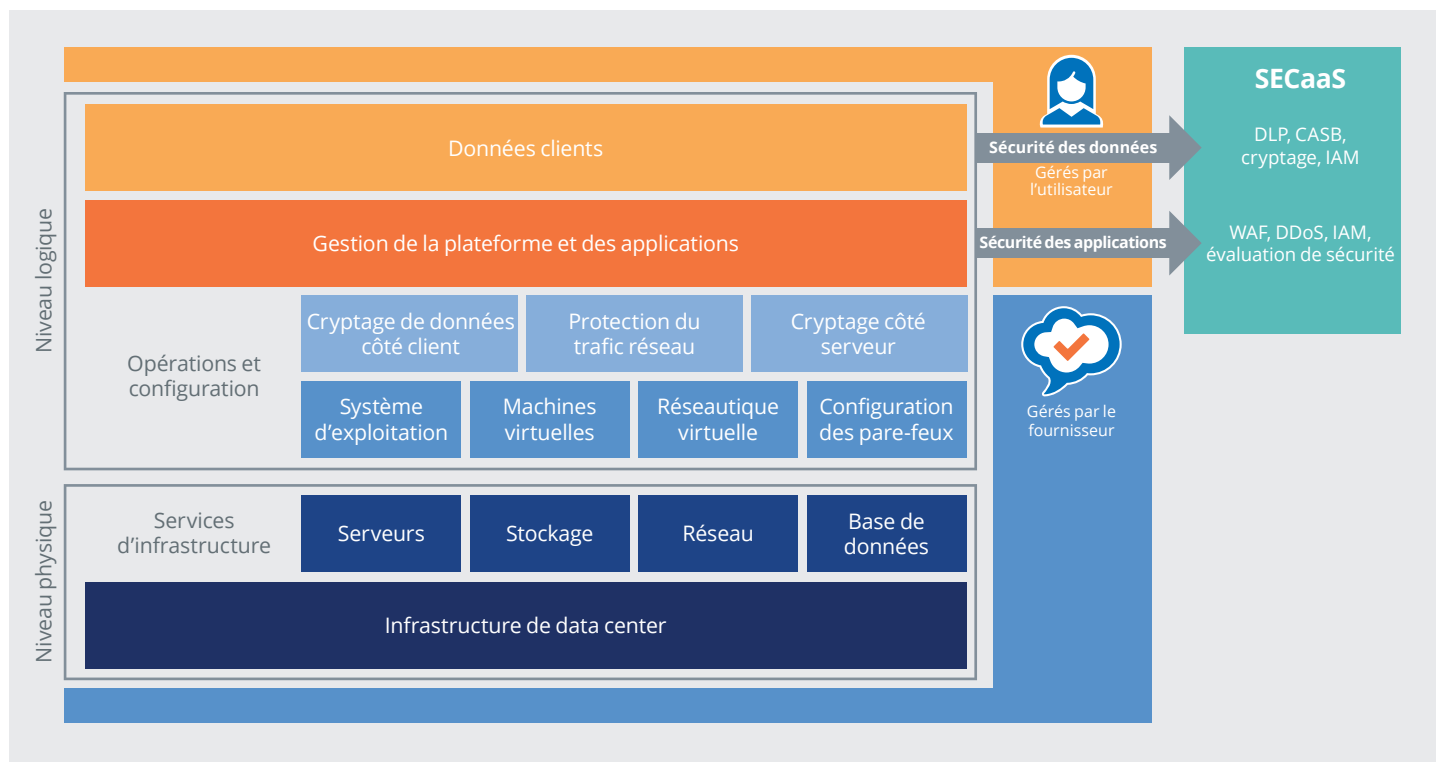 SECaaS
DLP, CASB,
cryptage, IAM
WAF, DDoS, IAM,
évaluation de sécurité
Niveau logique
Données clients
Sécurité des données
Gérés par
l’utilisateur
Gestion de la plateforme et des applications
Sécurité des applications
Opérations et
configuration
Cryptage de données
côté client
Protection du
trafic réseau
Cryptage côté
serveur
Système
d’exploitation
Machines
virtuelles
Réseautique
virtuelle
Configuration
des pare-feux
Gérés par le
fournisseur
Niveau physique
Services
d’infrastructure
Serveurs
Stockage
Réseau
Base de
données
Infrastructure de data center